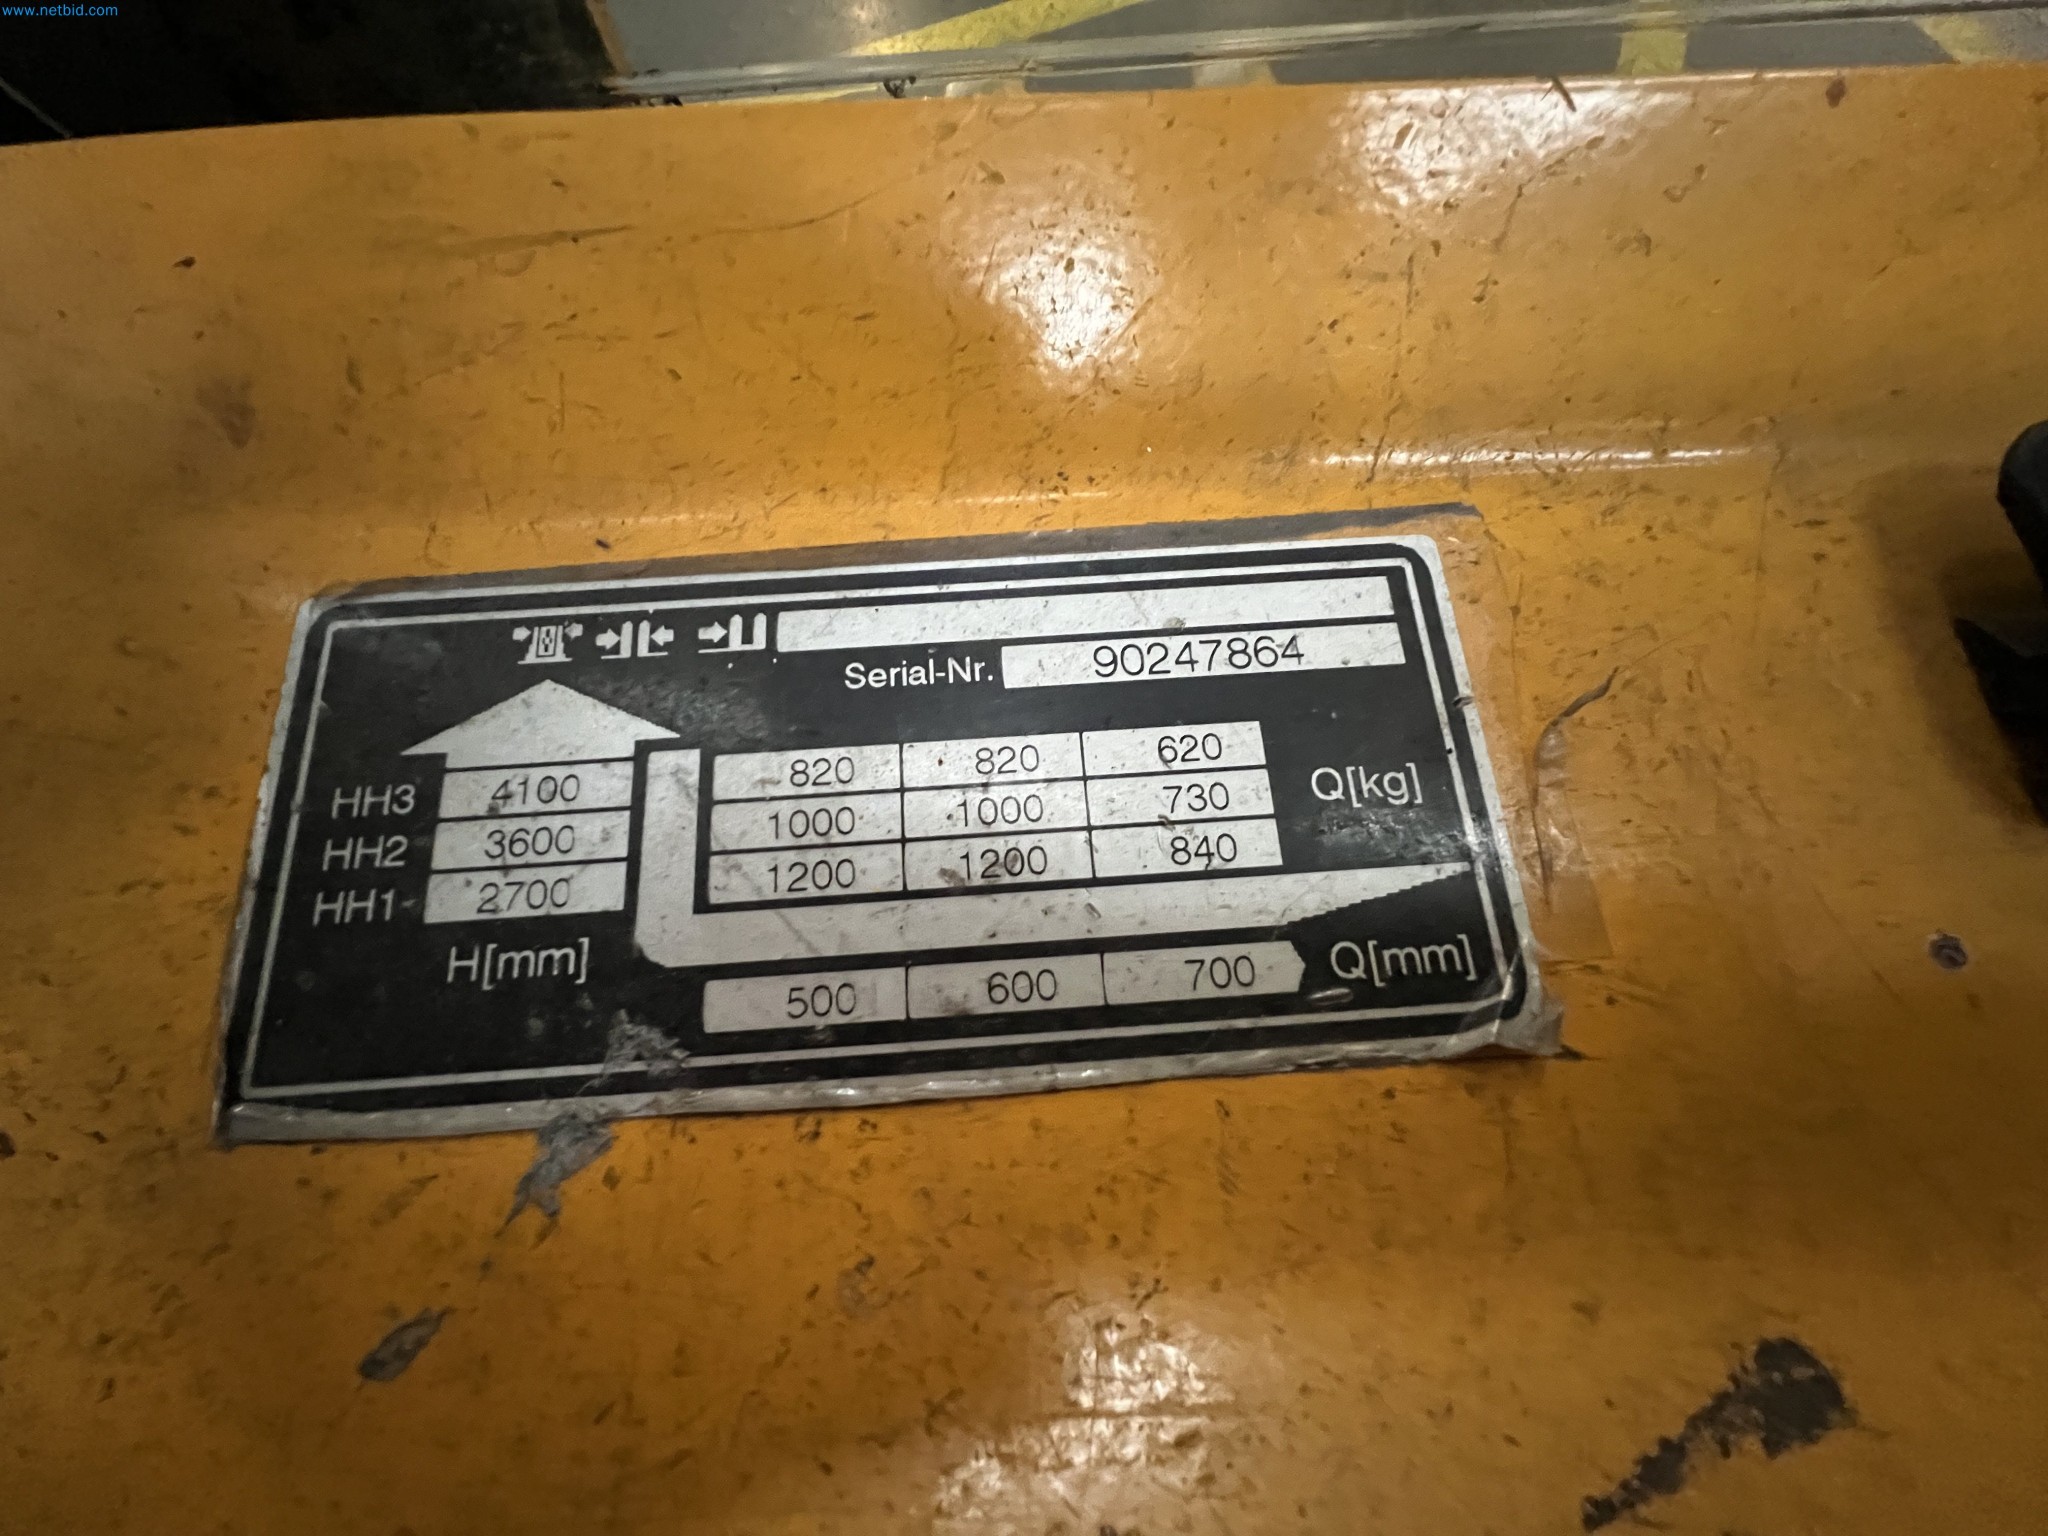 www.netbid.com
Serial-Nr. 90247864
HH3 4100 820 820 620 Q[kg]
HH2 3600 1000 1000 730
HH1- 2700 1200 1200 840
H[mm] 500 600 700 Q[mm]